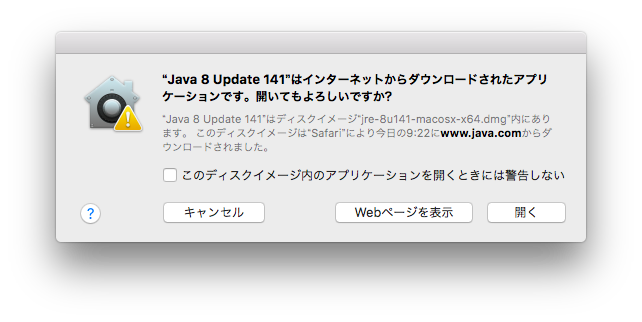 “Java 8 Update 141”はインターネットからダウンロードされたアプリ
ケーションです。開いてもよろしいですか?
“Java 8 Update 141”はディスクイメージ“jre-8u141-macosx-x64.dmg”内にあり
ます。 このディスクイメージは“Safari”により今日の9:22にwww.java.comからダ
ウンロードされました。
このディスクイメージ内のアプリケーションを開くときには警告しない
?
キャンセル
Webページを表示
開く